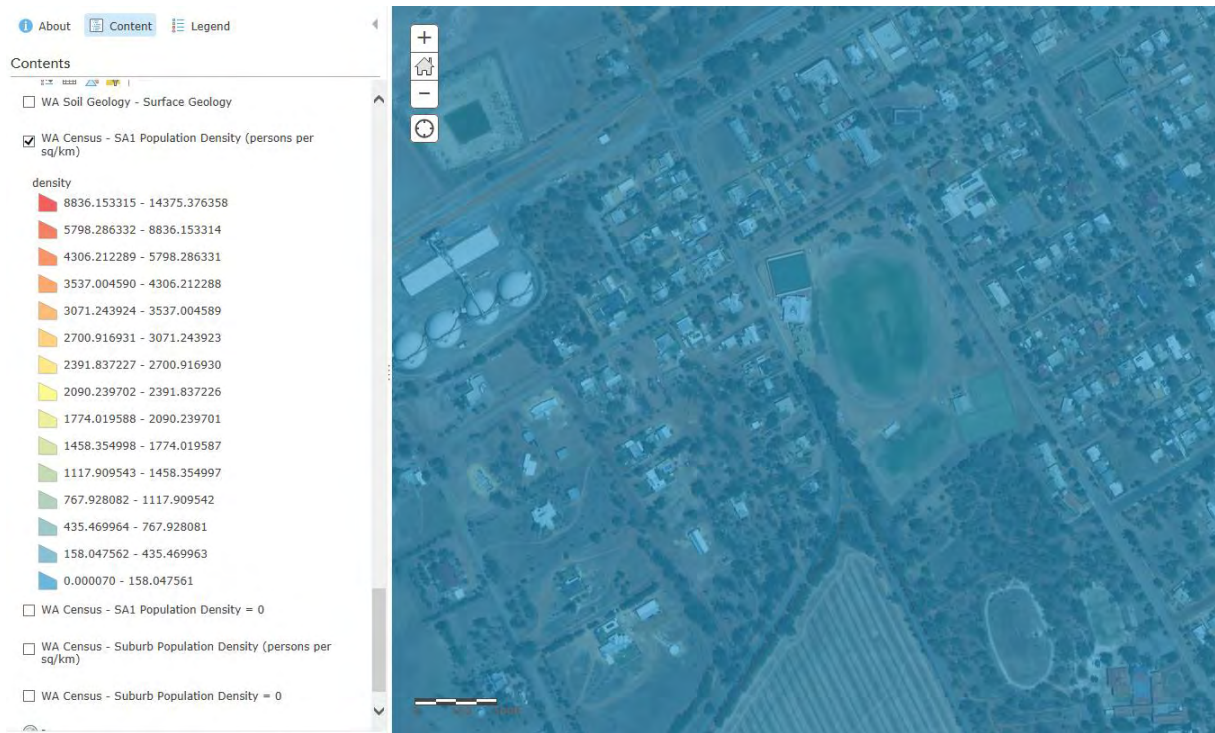 About Content Legend
Contents
WA Soil Geology - Surface Geology
WA Census - SA1 Population Density (persons per
sq/km)
density
8836.153315 - 14375.376358
5798.286332 - 8836.153314
4306.212289 - 5798.286331
3537.004590 - 4306.212288
3071.243924 - 3537.004589
2700.916931 - 3071.243923
2391.837227 - 2700.916930
2090.239702 - 2391.837226
1774.019588 - 2090.239701
1458.354998 - 1774.019587
1117.909543 - 1458.354997
767.928082 - 1117.909542
435.469964 - 767.928081
158.047562 - 435.469963
0.000070 - 158.047561
WA Census - SA1 Population Density = 0
WA Census - Suburb Population Density (persons per
sq/km)
WA Census - Suburb Population Density = 0